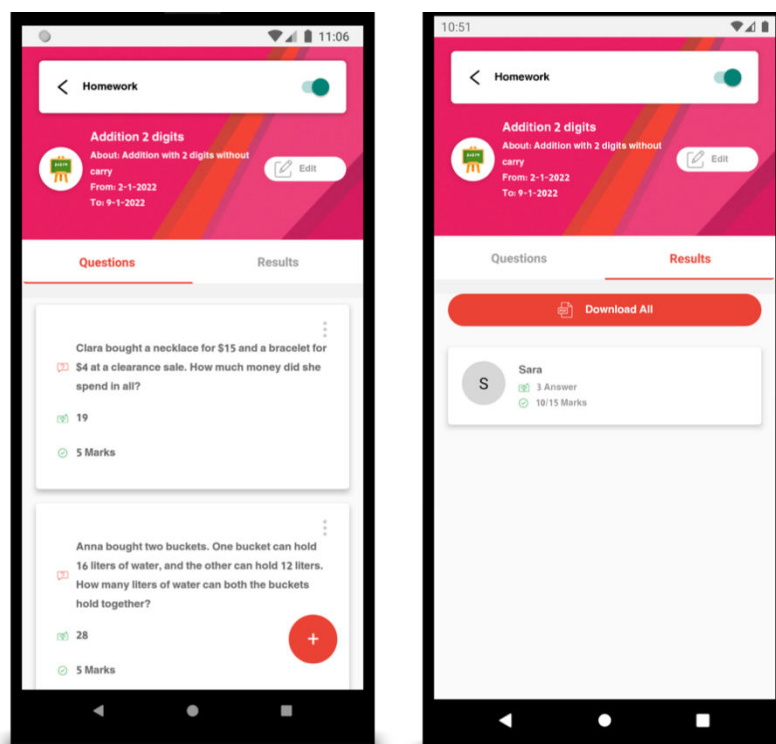 11:06
Homework
Addition 2 digits
About: Addition with 2 digits without
carry
From: 2-1-2022
To: 9-1-2022
Edit
Questions
Results
Clara bought a necklace for $15 and a bracelet for
$4 at a clearance sale. How much money did she
spend in all?
19
5 Marks
Anna bought two buckets. One bucket can hold
16 liters of water, and the other can hold 12 liters.
How many liters of water can both the buckets
hold together?
28
+
5 Marks
10:51
Homework
Addition 2 digits
About: Addition with 2 digits without
carry
From: 2-1-2022
To: 9-1-2022
Edit
Questions
Results
Download All
S
Sara
3 Answer
10/15 Marks